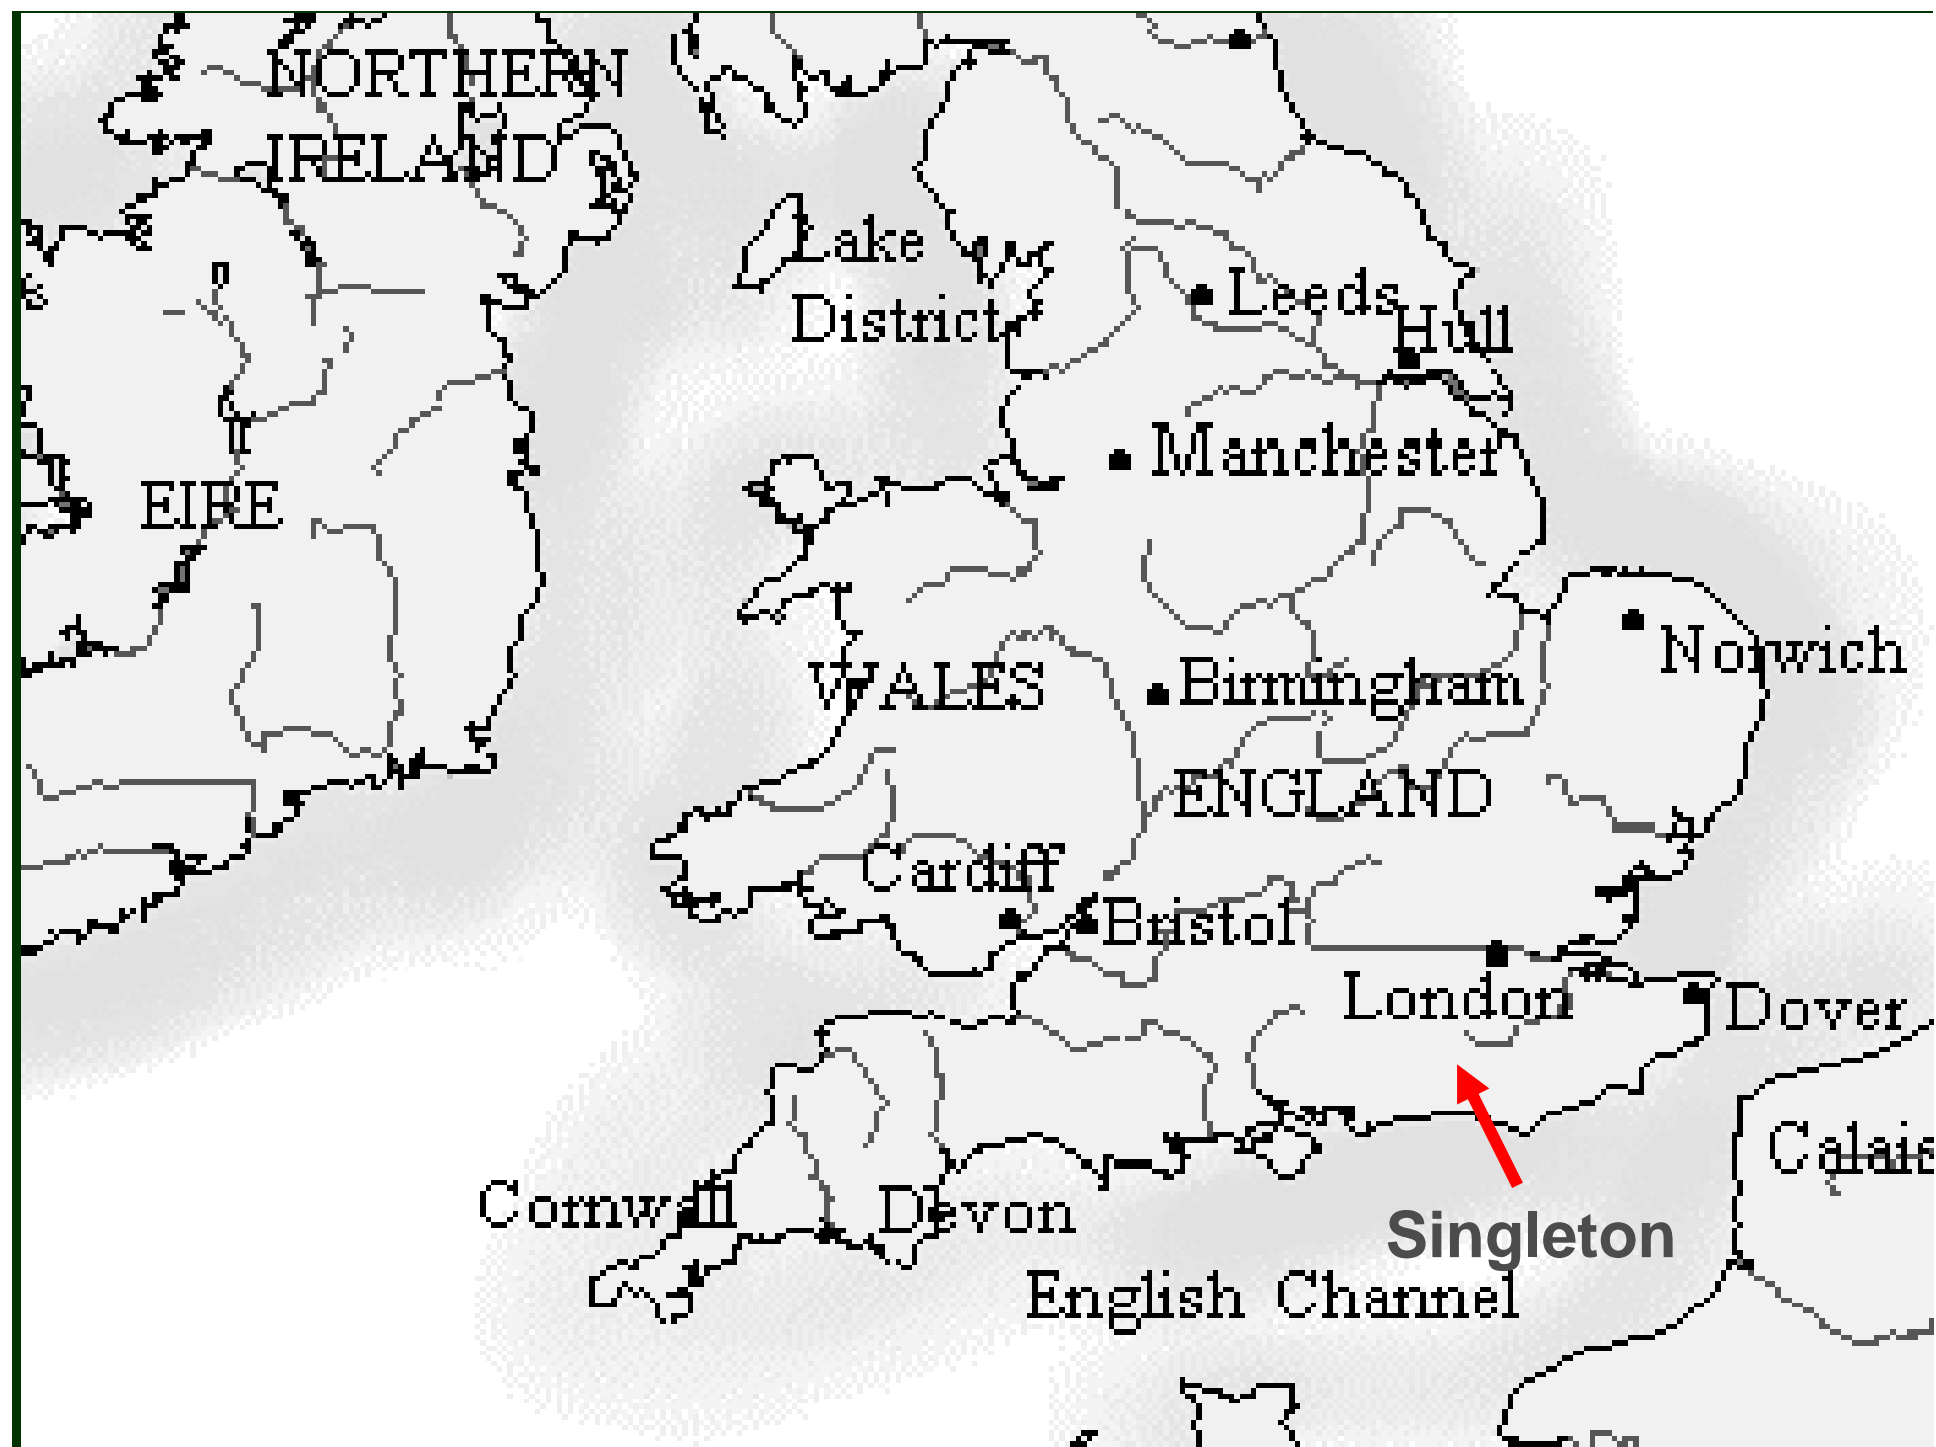 NORTHERN
IRELAND
Lake
District
Leeds
Hull
Manchester
EIRE
Norwich
WALES
Birmingham
ENGLAND
Cardiff
Bristol
London
Dover
Calais
Cornwall
Devon
Singleton
English Channel